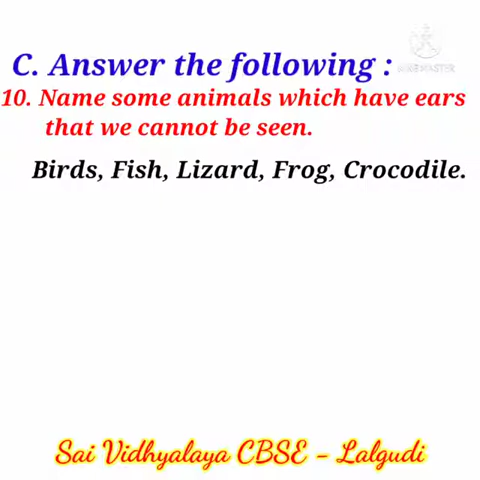 C. Answer the following :
10. Name some animals which have ears
that we cannot be seen.
Birds, Fish, Lizard, Frog, Crocodile.
Sai Vidhyalaya CBSE - Lalgudi